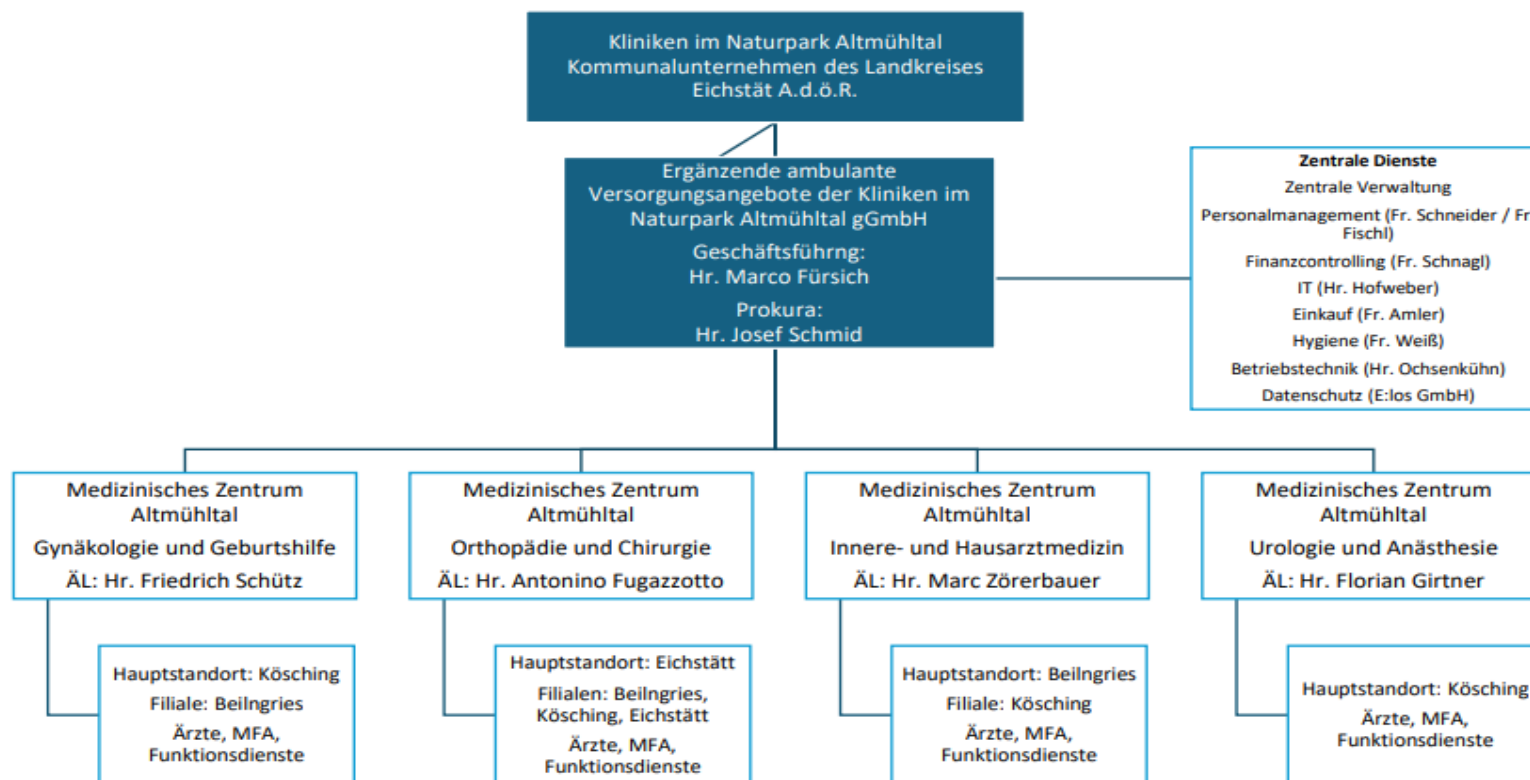 Kliniken im Naturpark Altmühltal
Kommunalunternehmen des Landkreises
Eichstät A.d.ö.R.
Ergänzende ambulante
Versorgungsangebote der Kliniken im
Naturpark Altmühltal gGmbH
Geschäftsführng:
Hr. Marco Fürsich
Prokura:
Hr. Josef Schmid
Zentrale Dienste
Zentrale Verwaltung
Personalmanagement (Fr. Schneider / Fr
Fischl)
Finanzcontrolling (Fr. Schnagl)
IT (Hr. Hofweber)
Einkauf (Fr. Amler)
Hygiene (Fr. Weiß)
Betriebstechnik (Hr. Ochsenkühn)
Datenschutz (E:los GmbH)
Medizinisches Zentrum
Altmühltal
Gynäkologie und Geburtshilfe
ÄL: Hr. Friedrich Schütz
Hauptstandort: Kösching
Filiale: Beilngries
Ärzte, MFA,
Funktionsdienste
Medizinisches Zentrum
Altmühltal
Orthopädie und Chirurgie
ÄL: Hr. Antonino Fugazzotto
Hauptstandort: Eichstätt
Filialen: Beilngries,
Kösching, Eichstätt
Ärzte, MFA,
Funktionsdienste
Medizinisches Zentrum
Altmühltal
Innere- und Hausarztmedizin
ÄL: Hr. Marc Zörerbauer
Hauptstandort: Beilngries
Filiale: Kösching
Ärzte, MFA,
Funktionsdienste
Medizinisches Zentrum
Altmühltal
Urologie und Anästhesie
ÄL: Hr. Florian Girtner
Hauptstandort: Kösching
Ärzte, MFA,
Funktionsdienste